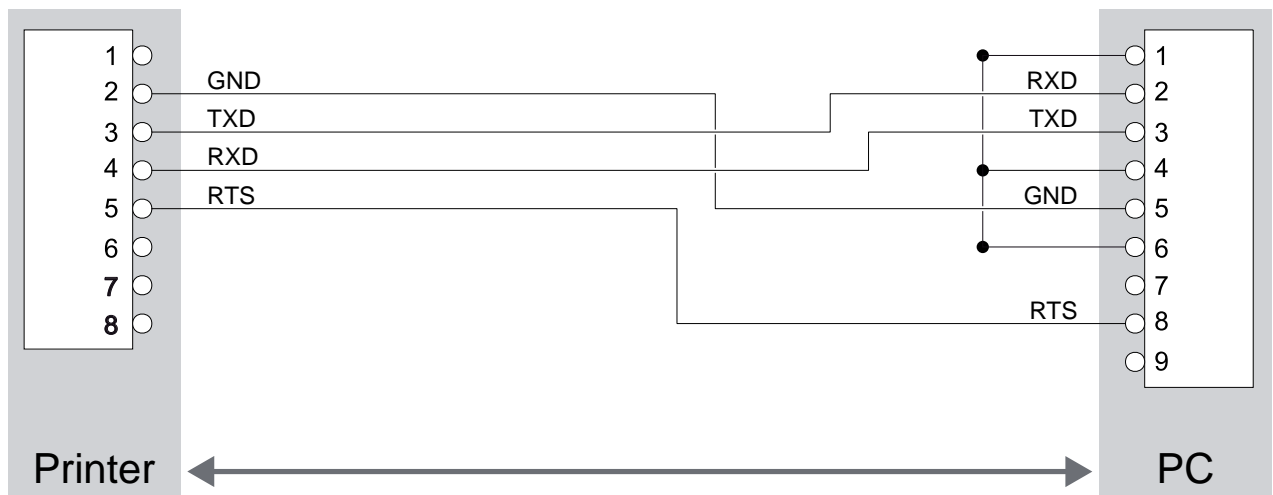 1 1
2 GND RXD 2
3 TXD TXD 3
4 RXD 4
5 RTS GND 5
6 6
7 7
8 RTS 8
9
Printer PC